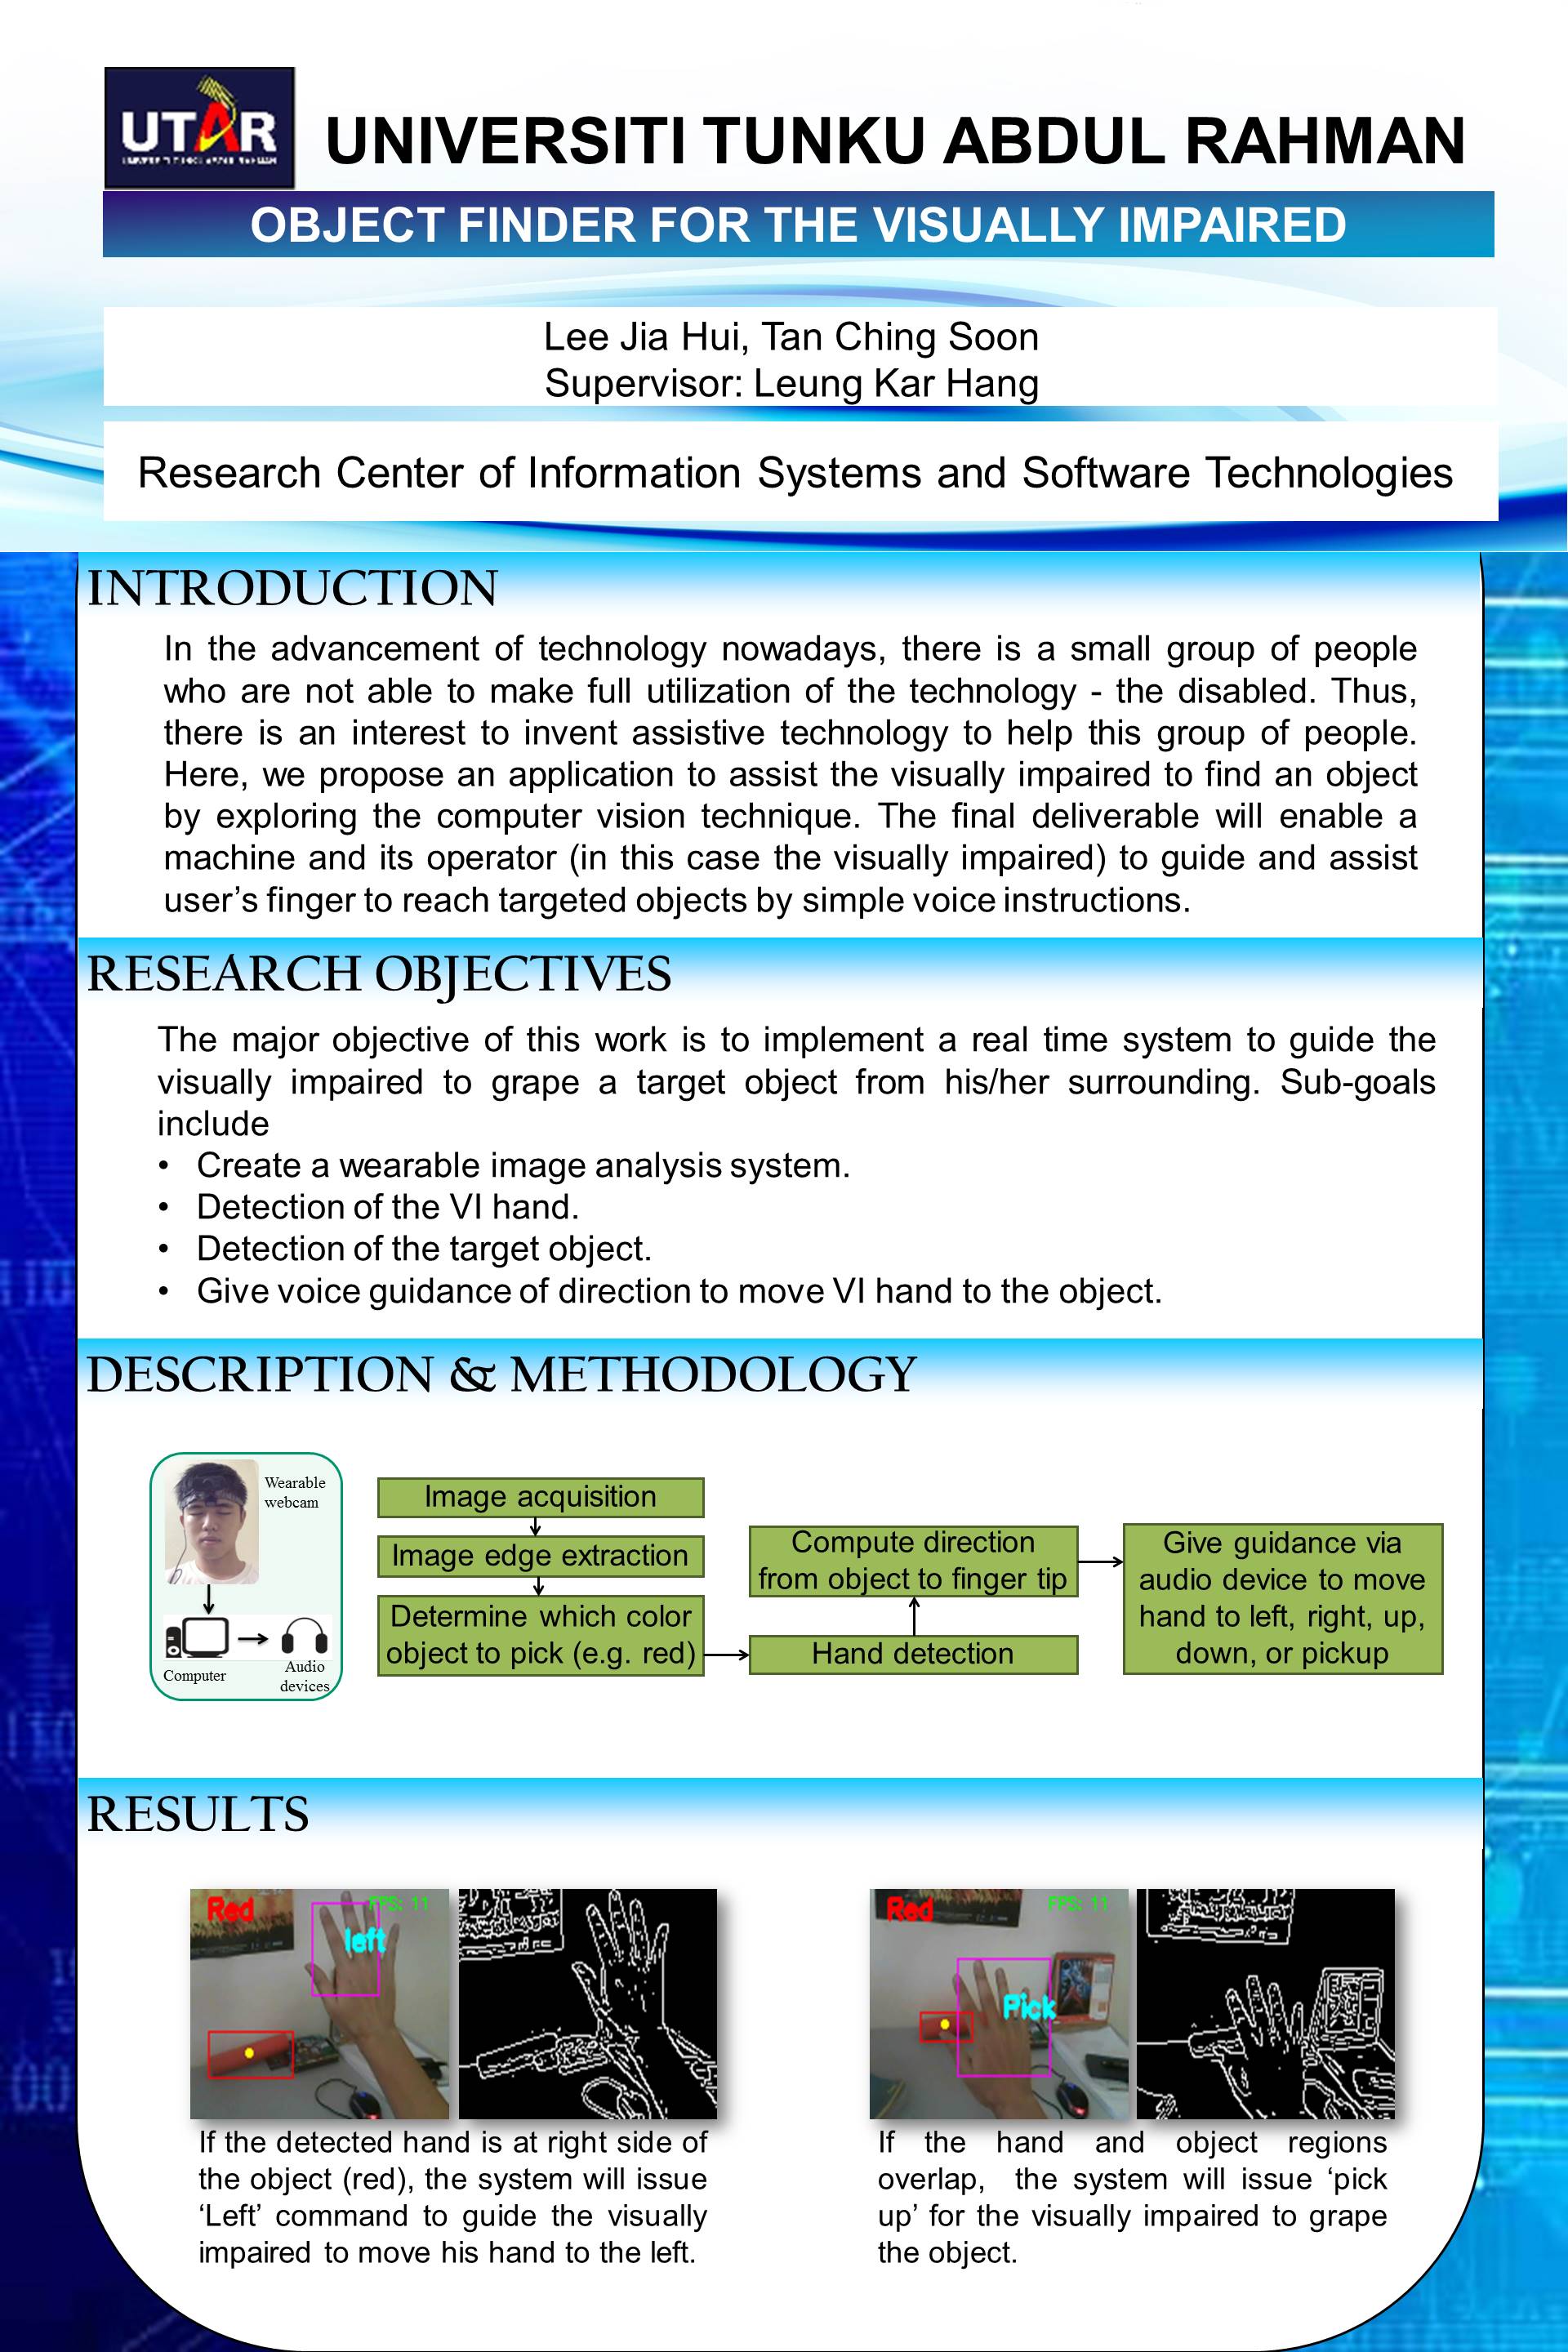 UTAR
UNIVERSITI TUNKU ABDUL RAHMAN
UNIVERSITI TUNKU ABDUL RAHMAN
OBJECT FINDER FOR THE VISUALLY IMPAIRED
Lee Jia Hui, Tan Ching Soon
Supervisor: Leung Kar Hang
Research Center of Information Systems and Software Technologies
INTRODUCTION
In the advancement of technology nowadays, there is a small group of people
who are not able to make full utilization of the technology - the disabled. Thus,
there is an interest to invent assistive technology to help this group of people.
Here, we propose an application to assist the visually impaired to find an object
by exploring the computer vision technique. The final deliverable will enable a
machine and its operator (in this case the visually impaired) to guide and assist
user’s finger to reach targeted objects by simple voice instructions.
RESEARCH OBJECTIVES
The major objective of this work is to implement a real time system to guide the
visually impaired to grape a target object from his/her surrounding. Sub-goals
include
• Create a wearable image analysis system.
• Detection of the VI hand.
• Detection of the target object.
• Give voice guidance of direction to move VI hand to the object.
DESCRIPTION & METHODOLOGY
Wearable
webcam
Computer
Audio
devices
Image acquisition
Image edge extraction
Determine which color
object to pick (e.g. red)
Hand detection
Compute direction
from object to finger tip
Give guidance via
audio device to move
hand to left, right, up,
down, or pickup
RESULTS
Red
FPS: 11
left
Red
FPS: 11
Pick
If the detected hand is at right side of
the object (red), the system will issue
‘Left’ command to guide the visually
impaired to move his hand to the left.
If the hand and object regions
overlap, the system will issue ‘pick
up’ for the visually impaired to grape
the object.